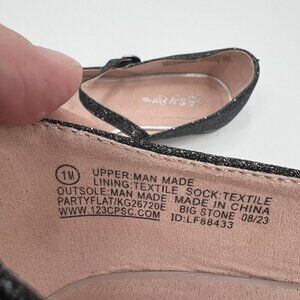 1M
UPPER:MAN MADE
LINING:TEXTILE SOCK:TEXTILE
OUTSOLE:MAN MADE MADE IN CHINA
PARTYFLAT/KG26720E BIG STONE 08/23
WWW.123CPSC.COM ID:LF88433